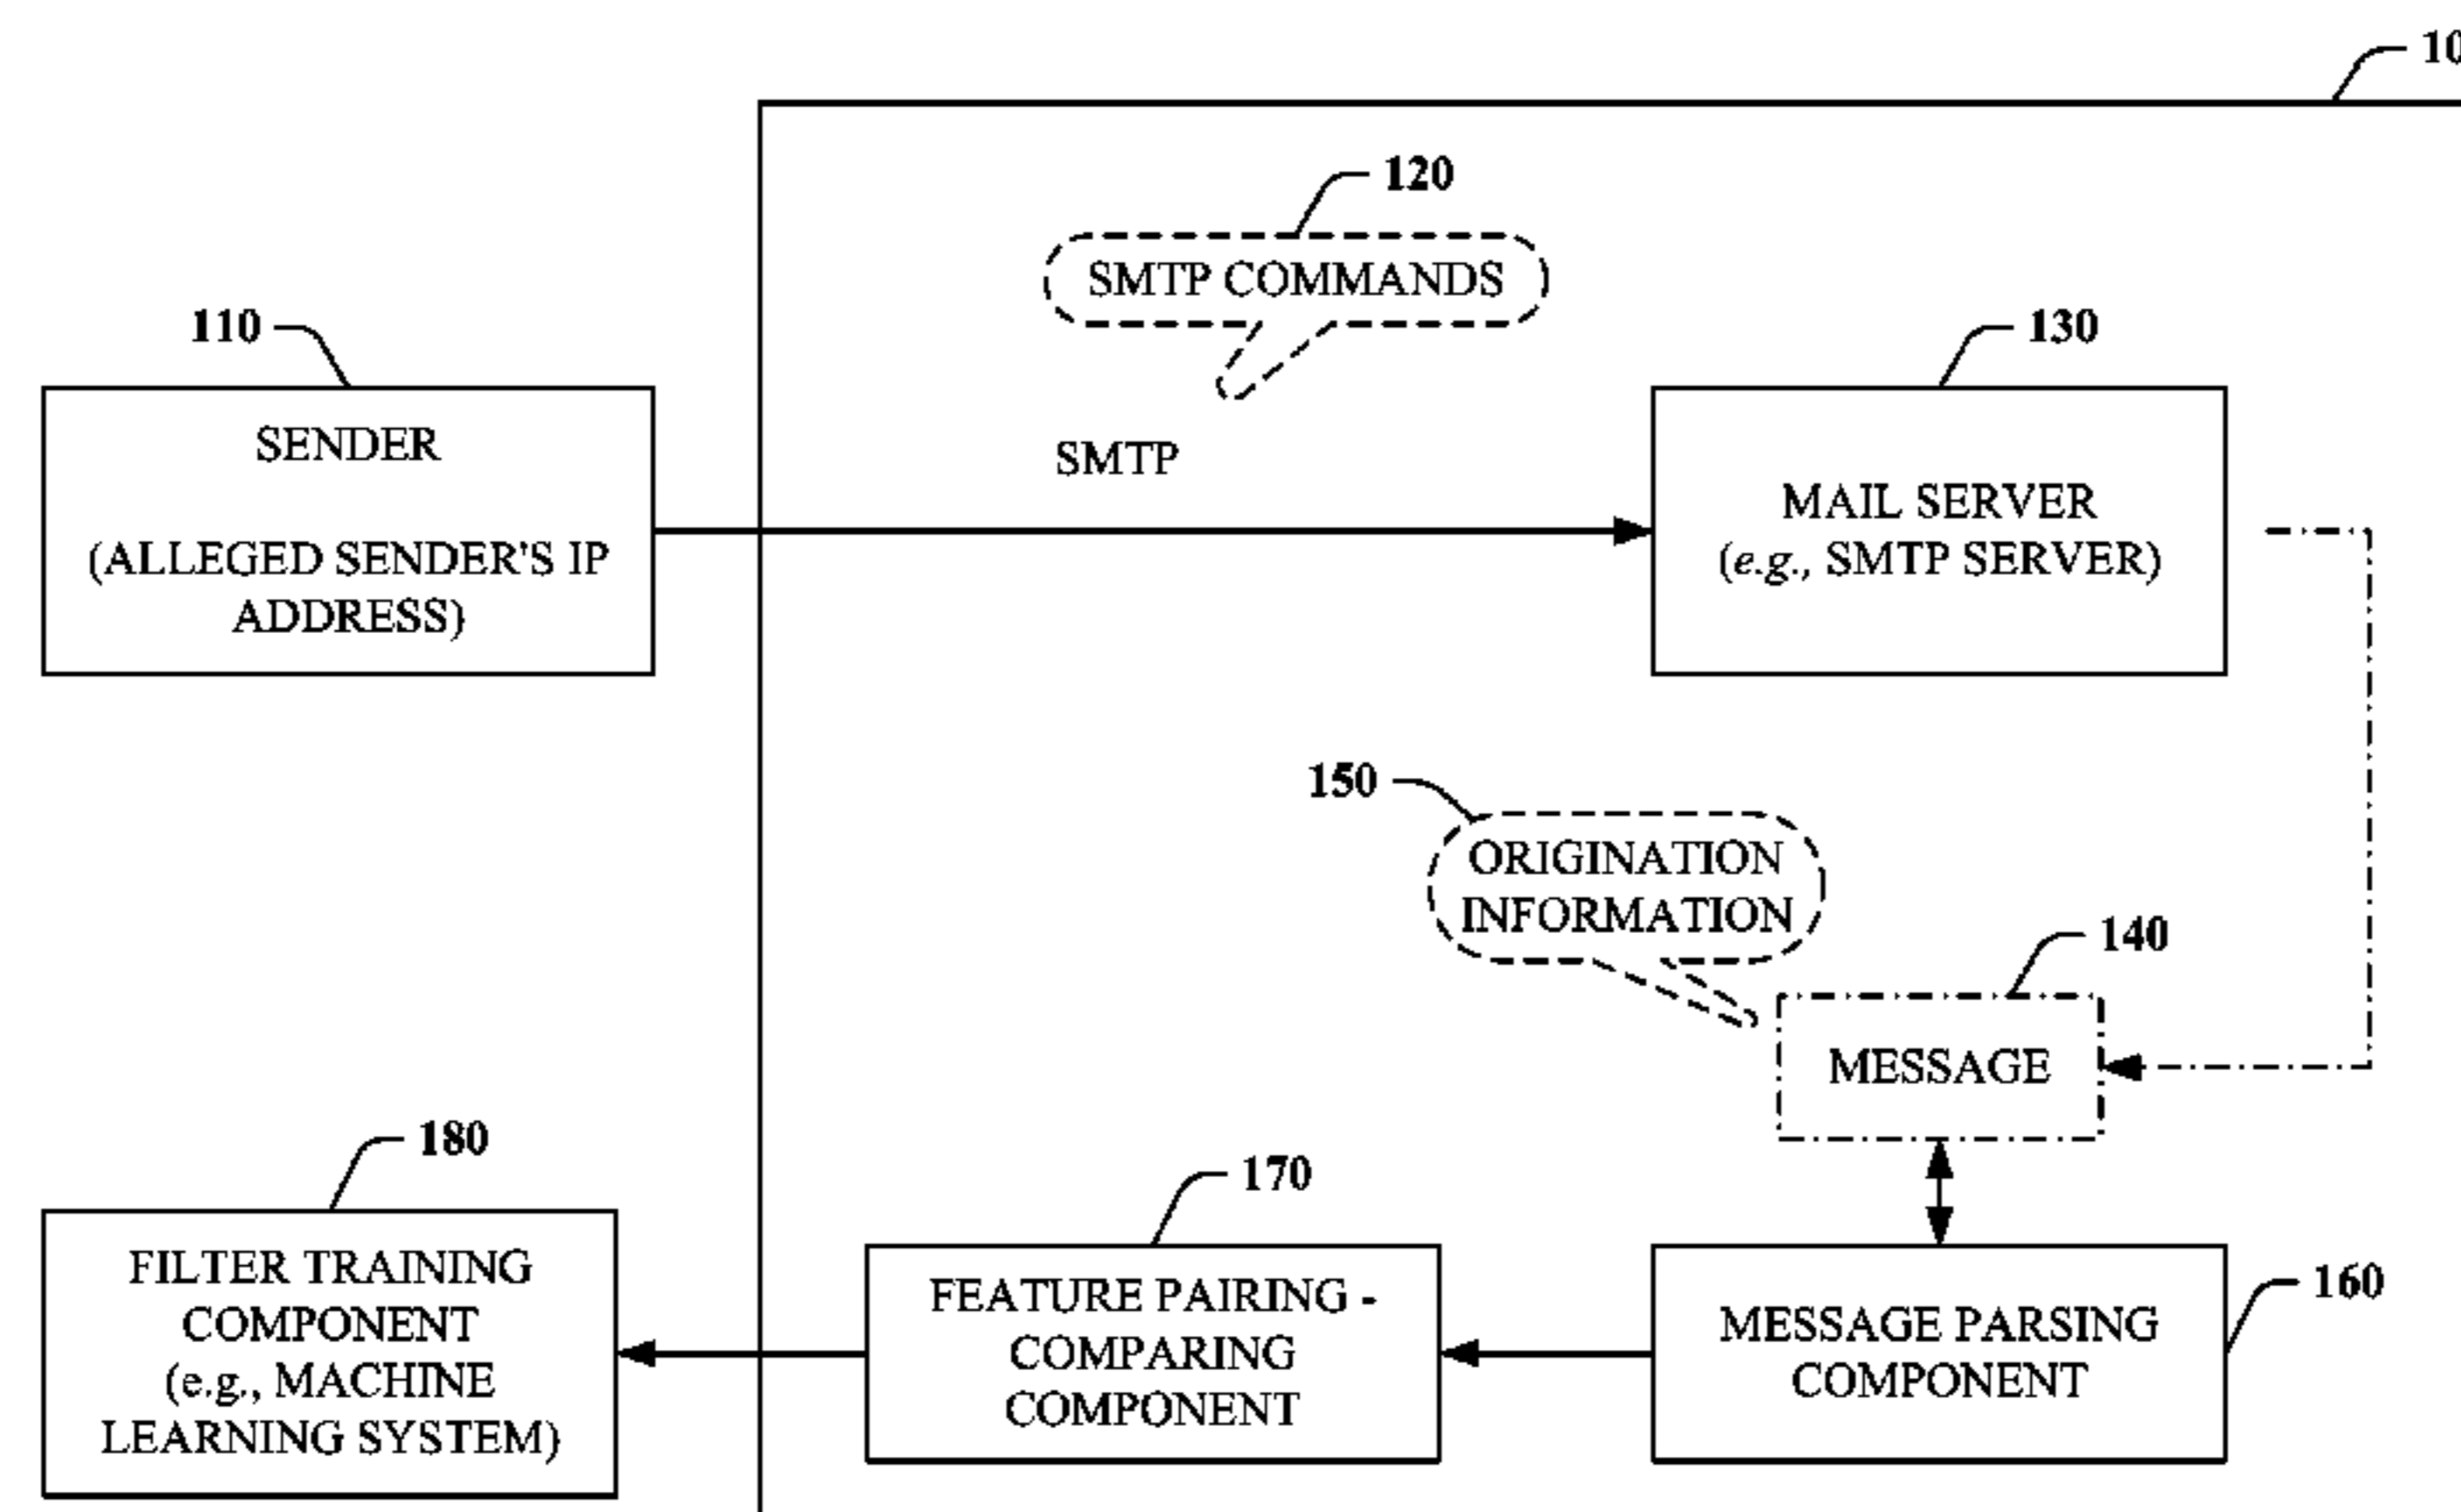 10
120
SMTP COMMANDS
110
130
SENDER
(ALLEGED SENDER'S IP
ADDRESS)
SMTP
MAIL SERVER
(e.g., SMTP SERVER)
150
ORIGINATION
INFORMATION
140
MESSAGE
180
170
160
FILTER TRAINING
COMPONENT
(e.g., MACHINE
LEARNING SYSTEM)
FEATURE PAIRING -
COMPARING
COMPONENT
MESSAGE PARSING
COMPONENT